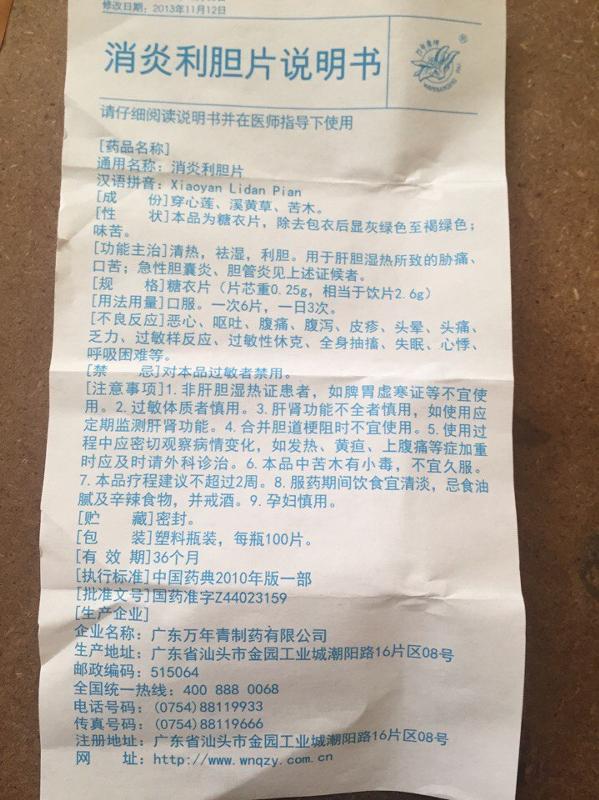 修改日期：2013年11月12日
消炎利胆片说明书
®
请仔细阅读说明书并在医师指导下使用
[药品名称]
通用名称：消炎利胆片
汉语拼音：Xiaoyan Lidan Pian
[成 份]穿心莲、溪黄草、苦木。
[性 状]本品为糖衣片，除去包衣后显灰绿色至褐绿色；
味苦。
[功能主治]清热，祛湿，利胆。用于肝胆湿热所致的胁痛、
口苦；急性胆囊炎、胆管炎见上述证候者。
[规 格]糖衣片（片芯重0.25g，相当于饮片2.6g）
[用法用量]口服。一次6片，一日3次。
[不良反应]恶心、呕吐、腹痛、腹泻、皮疹、头晕、头痛、
乏力、过敏样反应、过敏性休克、全身抽搐、失眠、心悸、
呼吸困难等。
[禁 忌]对本品过敏者禁用。
[注意事项]1.非肝胆湿热证患者，如脾胃虚寒证等不宜使
用。2.过敏体质者慎用。3.肝肾功能不全者慎用，如使用应
定期监测肝肾功能。4.合并胆道梗阻时不宜使用。5.使用过
程中应密切观察病情变化，如发热、黄疸、上腹痛等症加重
时应及时请外科诊治。6.本品中苦木有小毒，不宜久服。
7.本品疗程建议不超过2周。8.服药期间饮食宜清淡，忌食油
腻及辛辣食物，并戒酒。9.孕妇慎用。
[贮 藏]密封。
[包 装]塑料瓶装，每瓶100片。
[有 效 期]36个月
[执行标准]中国药典2010年版一部
[批准文号]国药准字Z44023159
[生产企业]
企业名称：广东万年青制药有限公司
生产地址：广东省汕头市金园工业城潮阳路16片区08号
邮政编码：515064
全国统一热线：400 888 0068
电话号码：(0754)88119933
传真号码：(0754)88119666
注册地址：广东省汕头市金园工业城潮阳路16片区08号
网 址：http://www.wnqzy.com.cn